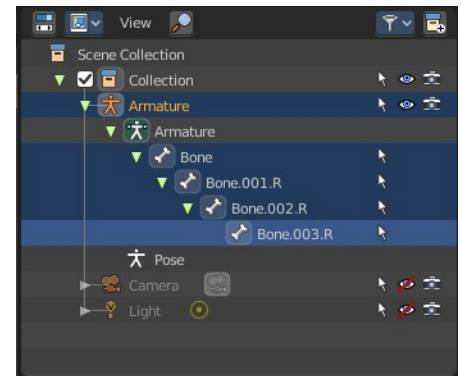 View
Scene Collection
Collection
Armature
Armature
Bone
Bone.001.R
Bone.002.R
Bone.003.R
Pose
Camera
Light